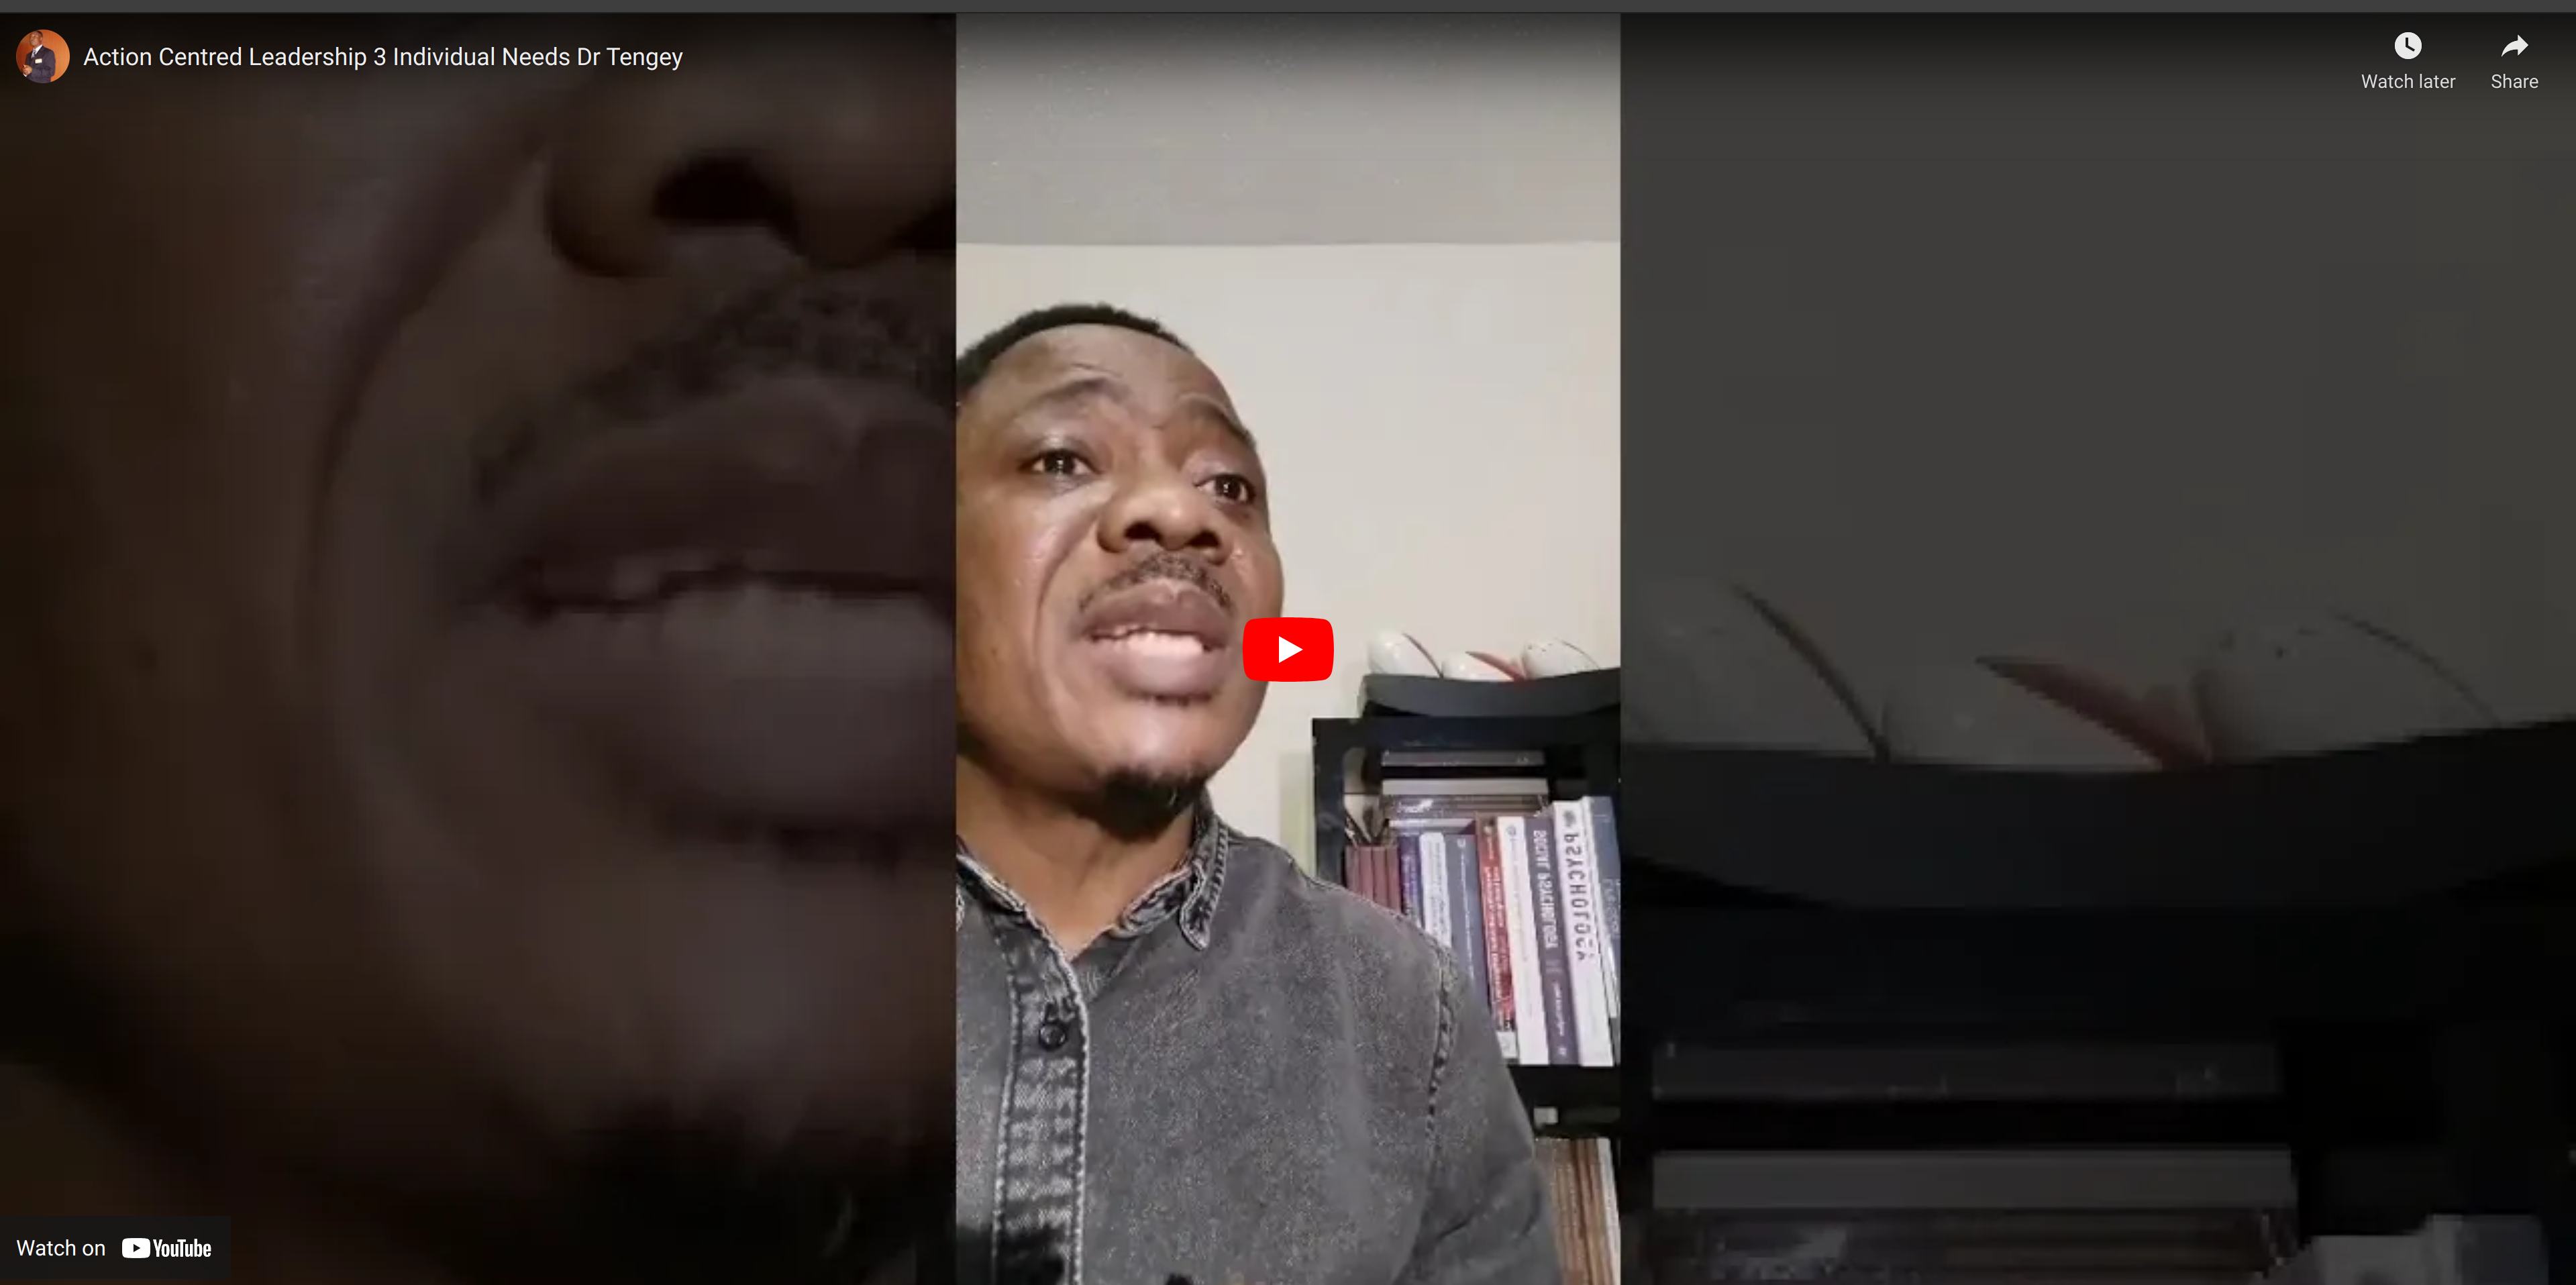 Action Centred Leadership 3 Individual Needs Dr Tengey
Watch later
Share
SOCIAL PSYCHOLOGY
PSYCHOLOGY
Watch on
YouTube